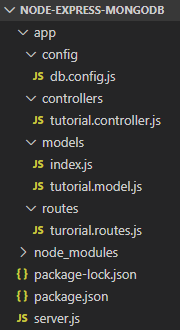 NODE-EXPRESS-MONGODB
app
config
JS db.config.js
controllers
JS tutorial.controller.js
models
JS index.js
JS tutorial.model.js
routes
JS turorial.routes.js
node_modules
{} package-lock.json
{} package.json
JS server.js